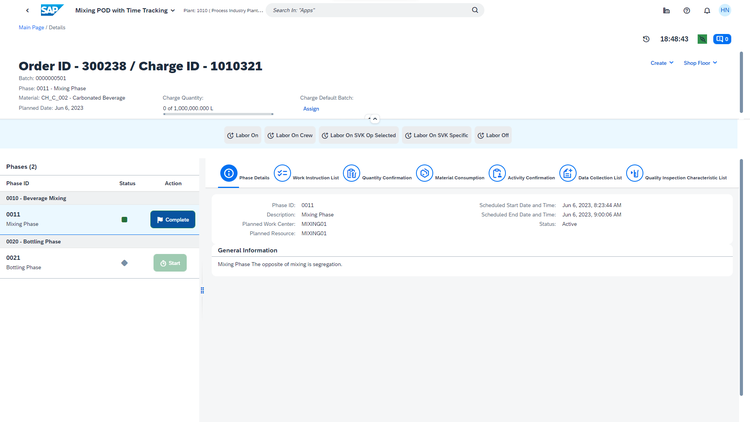 SAP Mixing POD with Time Tracking Plant: 1010 | Process Industry Plant... Search In: "Apps" HN
Main Page / Details
18:48:43 0
Order ID - 300238 / Charge ID - 1010321 Create Shop Floor
Batch: 0000000501
Phase: 0011 - Mixing Phase
Material: CH_C_002 - Carbonated Beverage Charge Quantity: Charge Default Batch:
Planned Date: Jun 6, 2023 0 of 1,000,000.000 L Assign
Labor On Labor On Crew Labor On SVK Op Selected Labor On SVK Specific Labor Off
Phases (2)
Phase ID Status Action
0010 - Beverage Mixing
0011
Mixing Phase Complete
0020 - Bottling Phase
0021
Bottling Phase Start
Phase Details Work Instruction List Quantity Confirmation Material Consumption Activity Confirmation Data Collection List Quality Inspection Characteristic List
Phase ID: 0011 Scheduled Start Date and Time: Jun 6, 2023, 8:23:44 AM
Description: Mixing Phase Scheduled End Date and Time: Jun 6, 2023, 9:00:06 AM
Planned Work Center: MIXING01 Status: Active
Planned Resource: MIXING01
General Information
Mixing Phase The opposite of mixing is segregation.